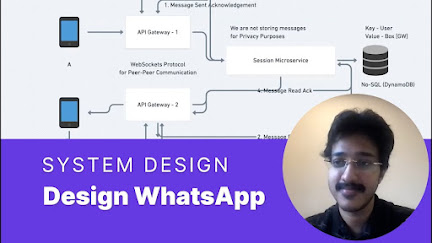 1. Message Sent Acknowledgement
We are not storing messages
for Privacy Purposes
Key - User
Value - Box (GW)
API Gateway - 1
A
WebSockets Protocol
for Peer-Peer Communication
Session Microservice
No-SQL (DynamoDB)
4. Message Read Ack
API Gateway - 2
2. Message
SYSTEM DESIGN
Design WhatsApp